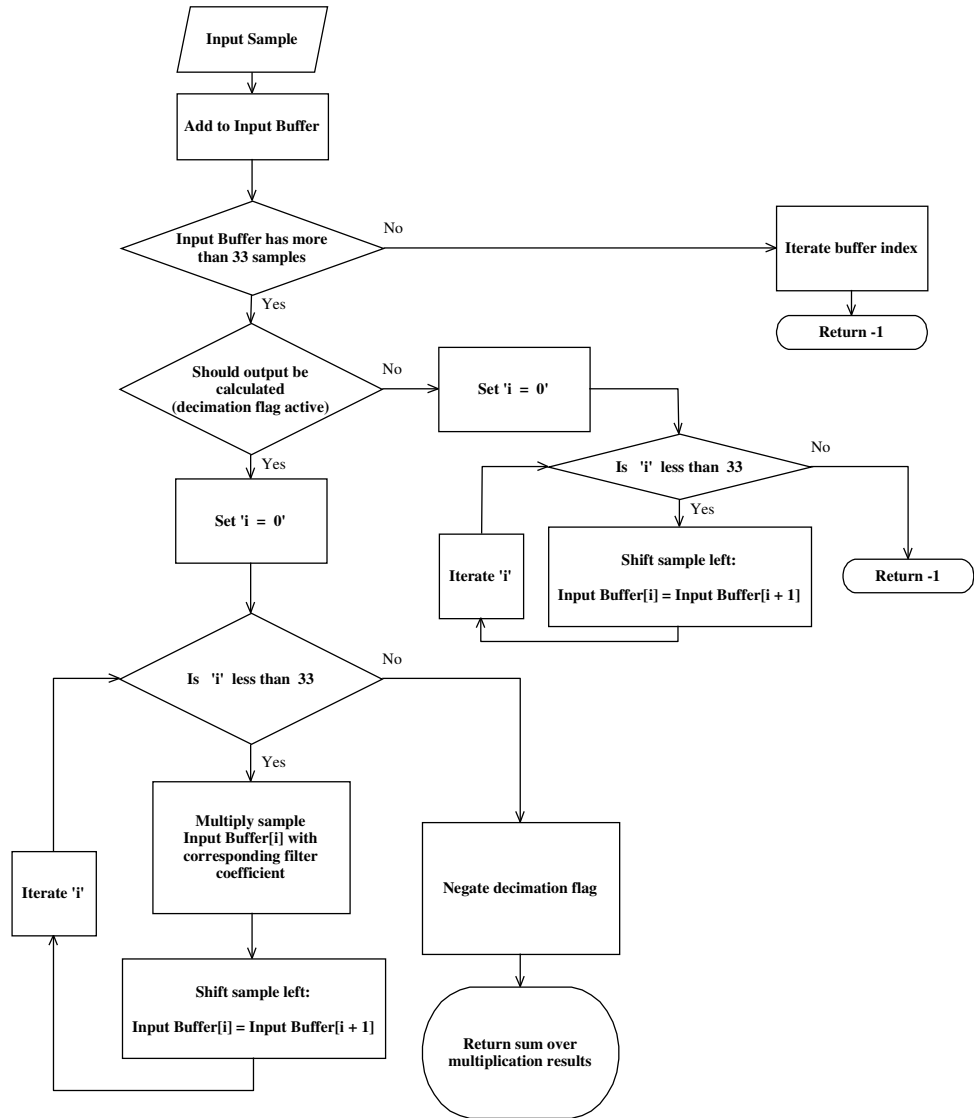 Input Sample
Add to Input Buffer
Input Buffer has more
than 33 samples
No
Iterate buffer index
Return -1
Yes
Should output be
calculated
(decimation flag active)
No
Set 'i = 0'
Is 'i' less than 33
No
Yes
Iterate 'i'
Shift sample left:
Input Buffer[i] = Input Buffer[i + 1]
Return -1
Yes
Set 'i = 0'
Is 'i' less than 33
No
Yes
Multiply sample
Input Buffer[i] with
corresponding filter
coefficient
Iterate 'i'
Shift sample left:
Input Buffer[i] = Input Buffer[i + 1]
Negate decimation flag
Return sum over
multiplication results